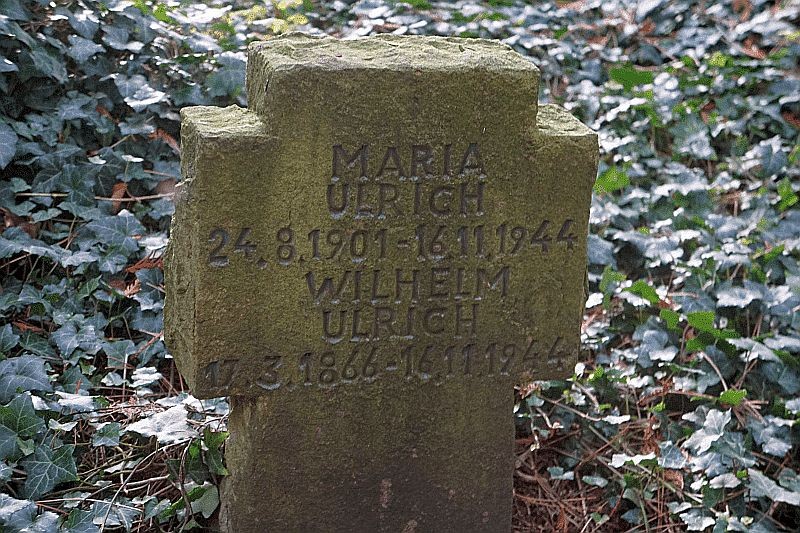 MARIA
ULRICH
24.8.1901-16.11.1944
WILHELM
ULRICH
17.3.1866-16.11.1944